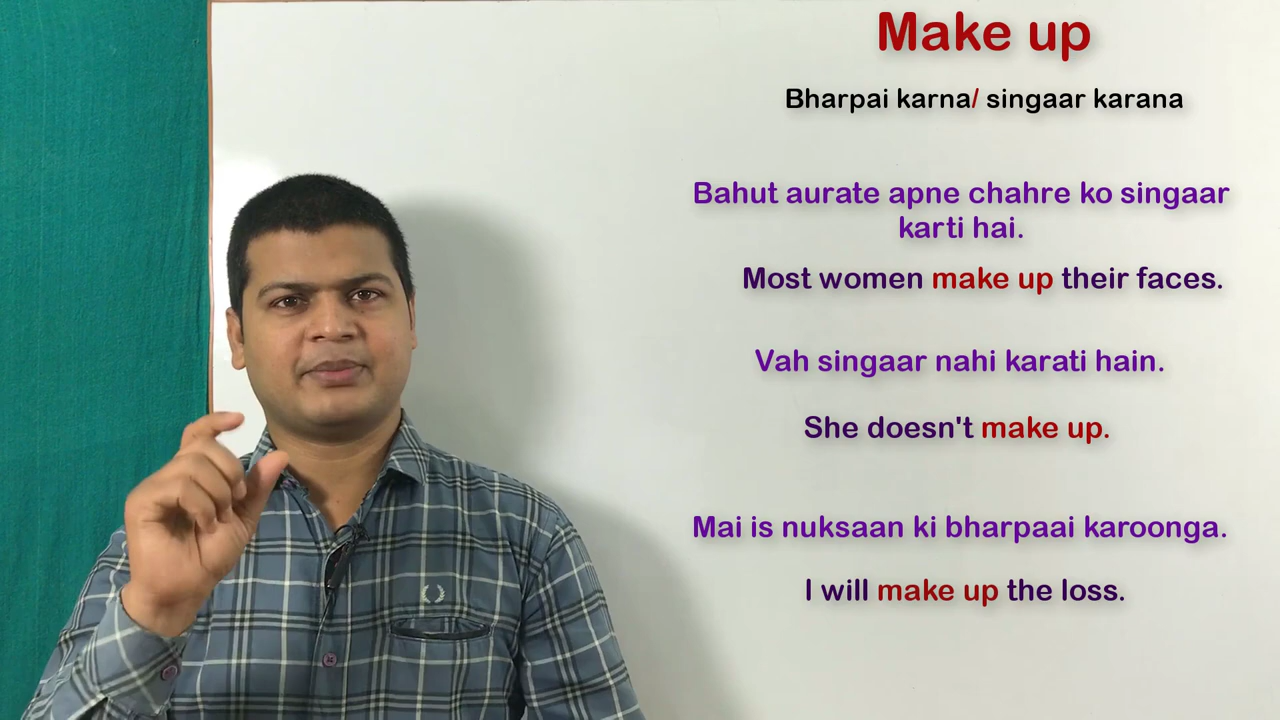 Make up
Bharpai karna/ singaar karana
Bahut aurate apne chahre ko singaar
karti hai.
Most women make up their faces.
Vah singaar nahi karati hain.
She doesn't make up.
Mai is nuksaan ki bharpaai karoonga.
I will make up the loss.